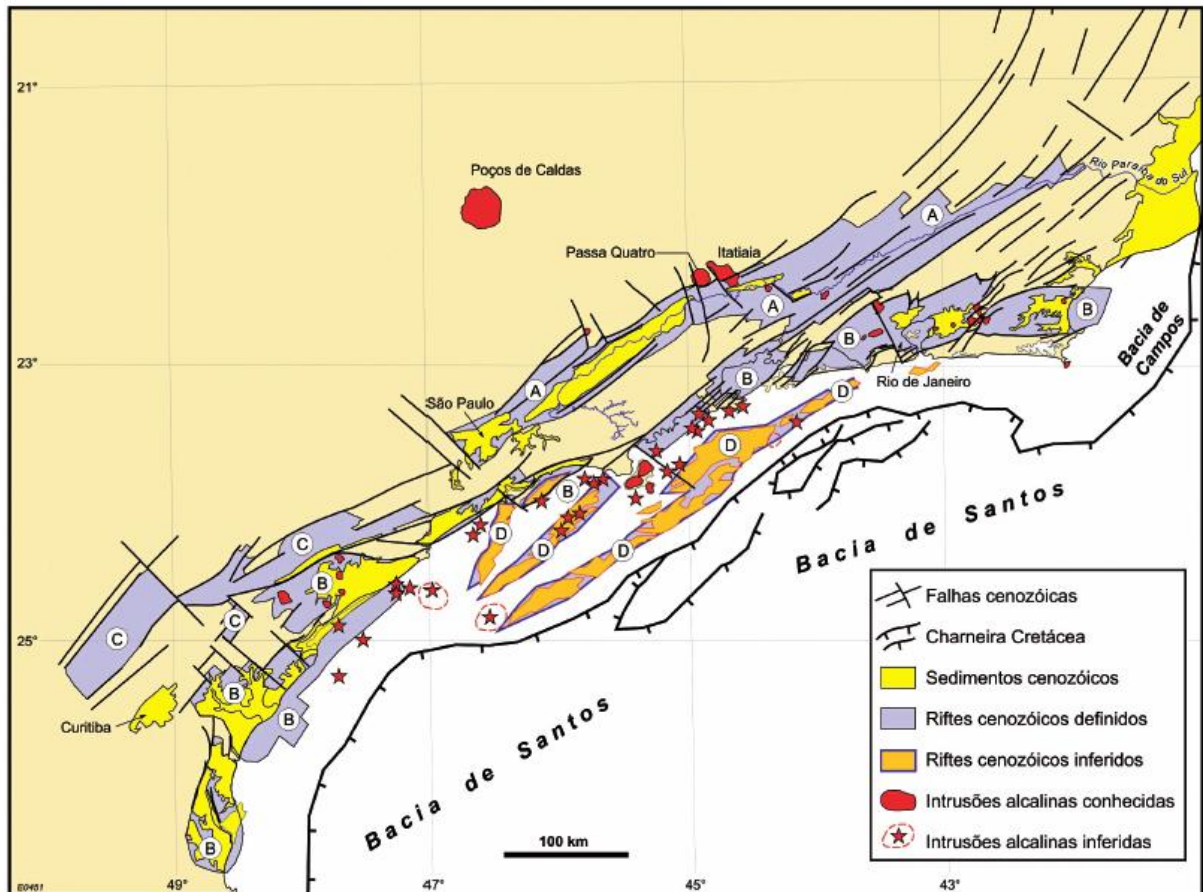 21°
Poços de Caldas
Rio Paraíba do Sul
A
Passa Quatro
Itatiaia
A
B
B
Bacia de Campos
23°
B
Rio de Janeiro
A
D
São Paulo
D
B
C
D
D
D
Bacia de Santos
B
C
C
25°
B
B
Curitiba
Bacia de Santos
B
Falhas cenozóicas
Charneira Cretácea
Sedimentos cenozóicos
Riftes cenozóicos definidos
Riftes cenozóicos inferidos
Intrusões alcalinas conhecidas
Intrusões alcalinas inferidas
100 km
E0451
49°
47°
45°
43°